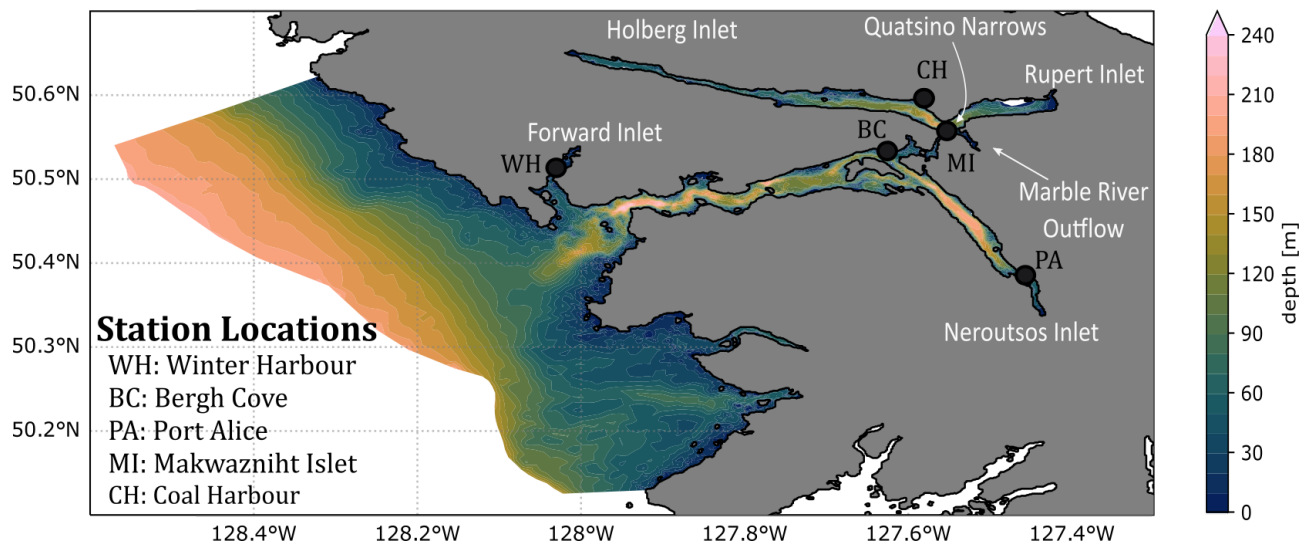 Holberg Inlet
Quatsino Narrows
CH
Rupert Inlet
Forward Inlet
BC
WH
MI
Marble River
Outflow
PA
Neroutsos Inlet
Station Locations
WH: Winter Harbour
BC: Bergh Cove
PA: Port Alice
MI: Makwazniht Islet
CH: Coal Harbour
50.6°N
50.5°N
50.4°N
50.3°N
50.2°N
128.4°W
128.2°W
128°W
127.8°W
127.6°W
127.4°W
240
210
180
150
120
90
60
30
0
depth [m]